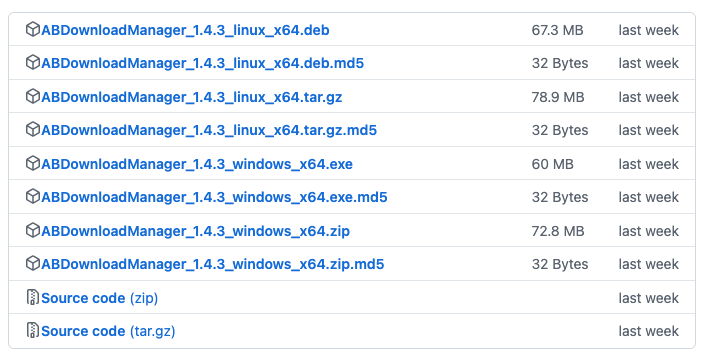 ABDownloadManager_1.4.3_linux_x64.deb 67.3 MB last week
ABDownloadManager_1.4.3_linux_x64.deb.md5 32 Bytes last week
ABDownloadManager_1.4.3_linux_x64.tar.gz 78.9 MB last week
ABDownloadManager_1.4.3_linux_x64.tar.gz.md5 32 Bytes last week
ABDownloadManager_1.4.3_windows_x64.exe 60 MB last week
ABDownloadManager_1.4.3_windows_x64.exe.md5 32 Bytes last week
ABDownloadManager_1.4.3_windows_x64.zip 72.8 MB last week
ABDownloadManager_1.4.3_windows_x64.zip.md5 32 Bytes last week
Source code (zip) last week
Source code (tar.gz) last week